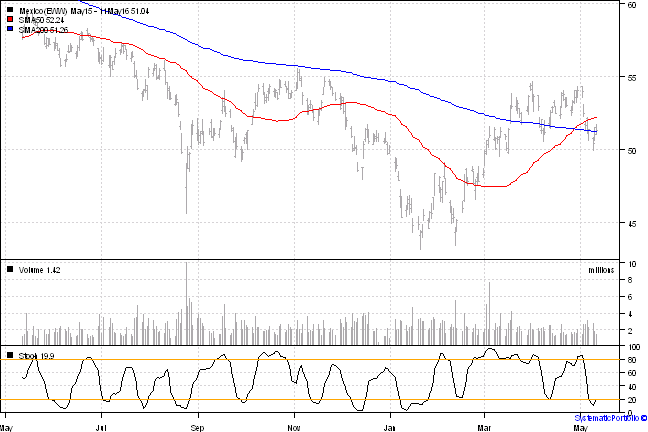 Mexico(EWW) May15 - 11May16 51.04
SMA50 52.24
SMA200 51.26
60
55
50
45
Volume 1.42
millions
10
8
6
4
2
Stoch 19.9
100
80
60
40
20
0
May
Jul
Sep
Nov
Jan
Mar
May
SystematicPortfolio ©